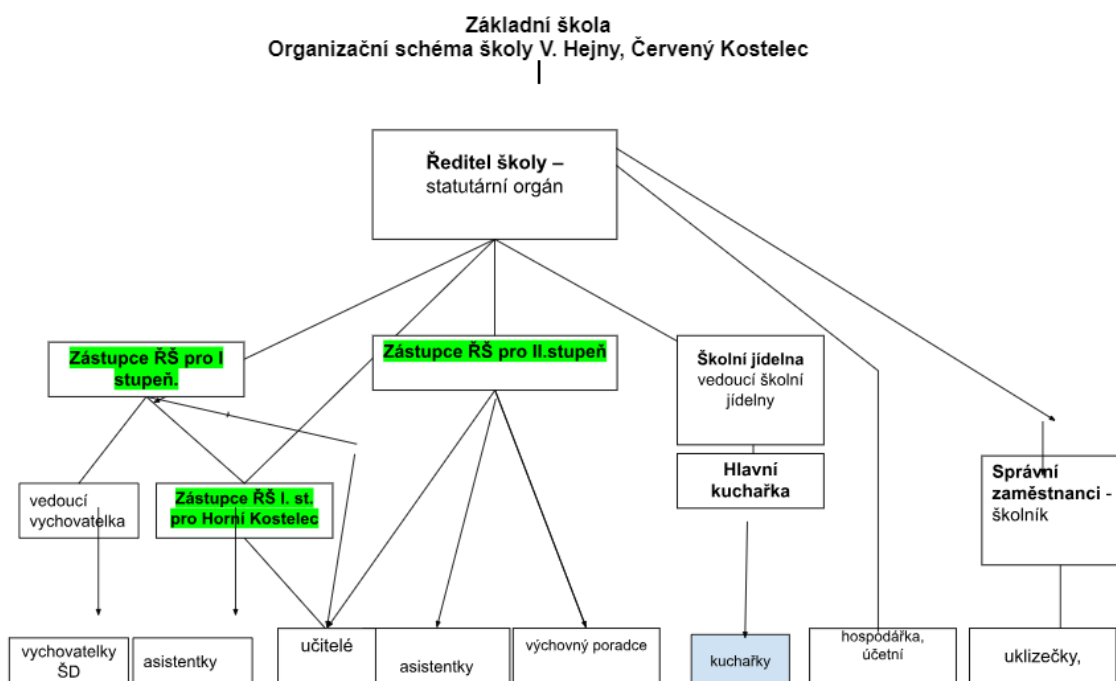 Základní škola
Organizační schéma školy V. Hejny, Červený Kostelec
Ředitel školy –
statutární orgán
Zástupce ŘŠ pro I
stupeň.
Zástupce ŘŠ pro II.stupeň
Školní jídelna
vedoucí školní
jídelny
Hlavní
kuchařka
Správní
zaměstnanci -
školník
vedoucí
vychovatelka
Zástupce ŘŠ I. st.
pro Horní Kostelec
vychovatelky
ŠD
asistentky
učitelé
asistentky
výchovný poradce
kuchařky
hospodářka,
účetní
uklizečky,